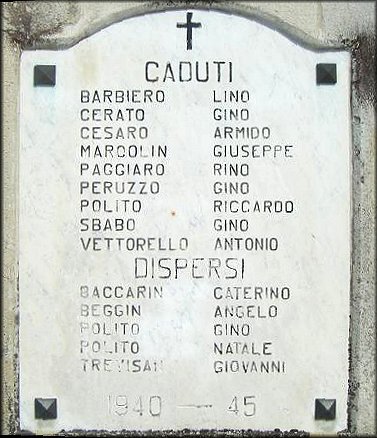 CADUTI
BARBIERO LINO
CERATO GINO
CESARO ARMIDO
MARCOLIN GIUSEPPE
PAGGIARO RINO
PERUZZO GINO
POLITO RICCARDO
SBABO GINO
VETTORELLO ANTONIO
DISPERSI
BACCARIN CATERINO
BEGGIN ANGELO
POLITO GINO
POLITO NATALE
TREVISAN GIOVANNI
1940 — 45